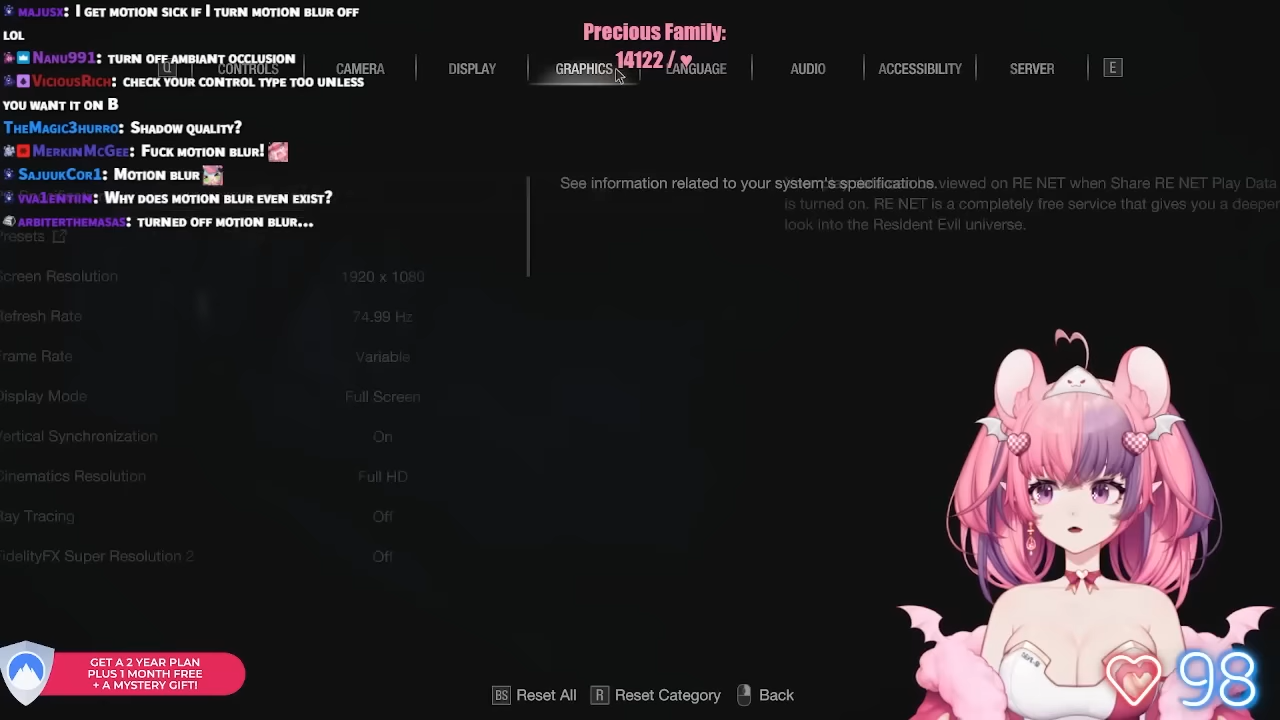 MAJUSX: I GET MOTION SICK IF I TURN MOTION BLUR OFF
LOL
NANU991: TURN OFF AMBIANT OCCLUSION
VICIOUSRICH: CHECK YOUR CONTROL TYPE TOO UNLESS
YOU WANT IT ON B
THEMAGIC3HURRO: SHADOW QUALITY?
MERKINMCGEE: FUCK MOTION BLUR!
SAJUUKCOR1: MOTION BLUR
VVA1ENTIIN: WHY DOES MOTION BLUR EVEN EXIST?
ARBITERTHEMASAS: TURNED OFF MOTION BLUR...
Precious Family:
14122 / ♥
Q CONTROLS CAMERA DISPLAY GRAPHICS LANGUAGE AUDIO ACCESSIBILITY SERVER E
See information related to your system's specifications.
viewed on RE NET when Share RE NET Play Data
is turned on. RE NET is a completely free service that gives you a deeper
look into the Resident Evil universe.
Presets
Screen Resolution 1920 x 1080
Refresh Rate 74.99 Hz
Frame Rate Variable
Display Mode Full Screen
Vertical Synchronization On
Cinematics Resolution Full HD
Ray Tracing Off
FidelityFX Super Resolution 2 Off
GET A 2 YEAR PLAN
PLUS 1 MONTH FREE
+ A MYSTERY GIFT!
BS Reset All R Reset Category Back
98